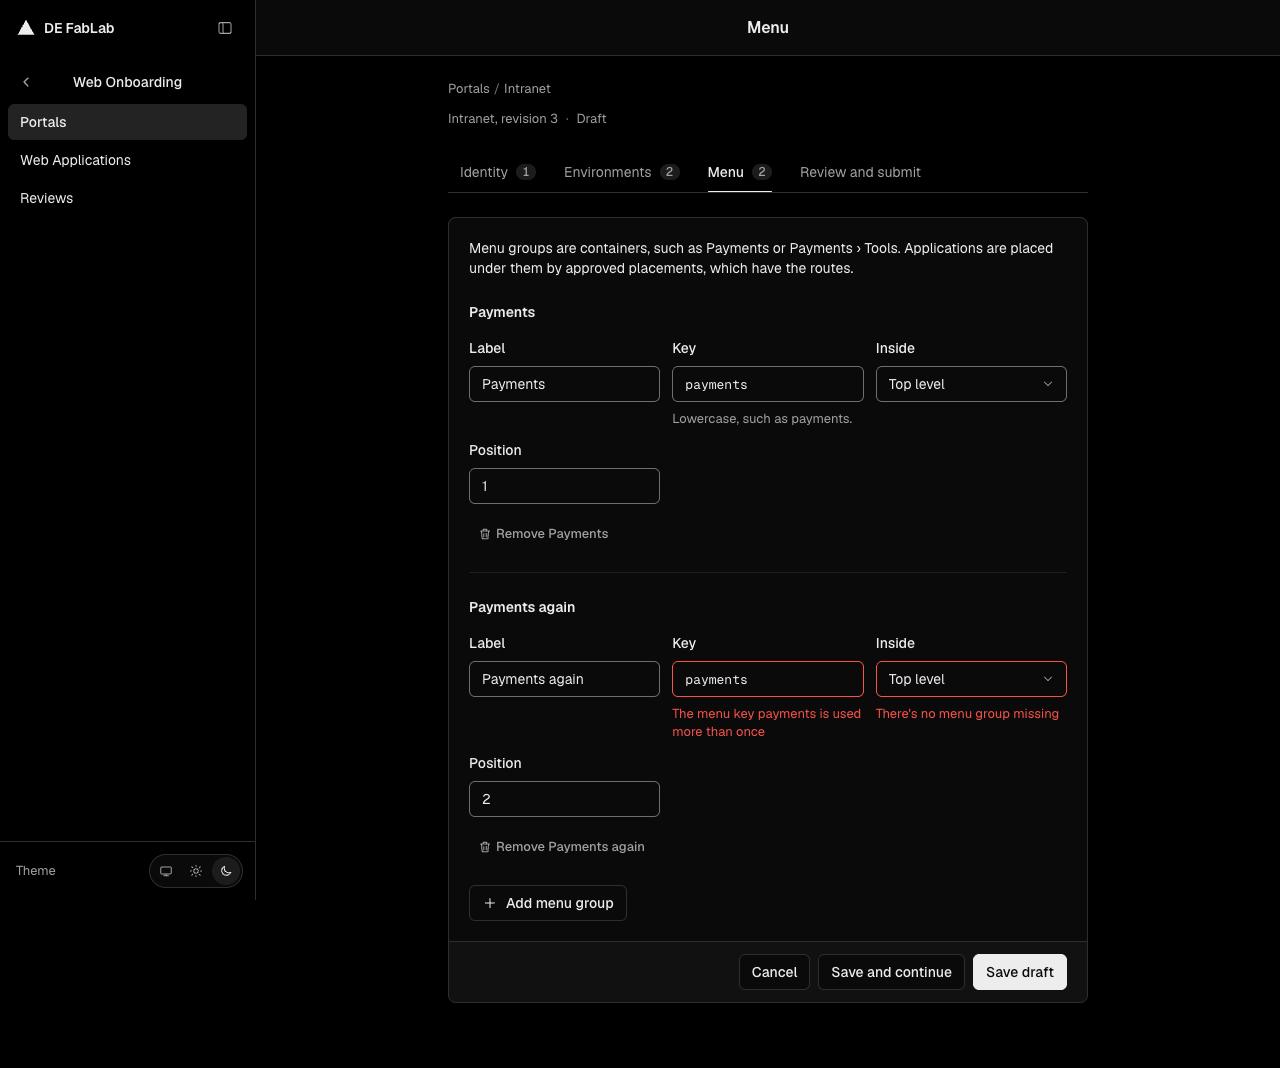 DE FabLab
Menu
Web Onboarding
Portals
Web Applications
Reviews
Theme
Portals / Intranet
Intranet, revision 3 · Draft
Identity 1 Environments 2 Menu 2 Review and submit
Menu groups are containers, such as Payments or Payments › Tools. Applications are placed
under them by approved placements, which have the routes.
Payments
Label Key Inside
Payments payments Top level
Lowercase, such as payments.
Position
1
Remove Payments
Payments again
Label Key Inside
Payments again payments Top level
The menu key payments is used There's no menu group missing
more than once
Position
2
Remove Payments again
Add menu group
Cancel Save and continue Save draft